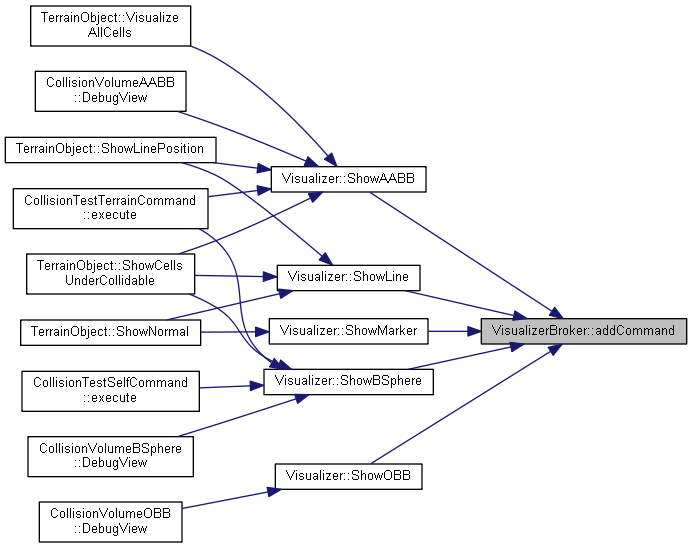 TerrainObject::Visualize
AllCells
CollisionVolumeAABB
::DebugView
TerrainObject::ShowLinePosition
CollisionTestTerrainCommand
::execute
TerrainObject::ShowCells
UnderCollidable
TerrainObject::ShowNormal
CollisionTestSelfCommand
::execute
CollisionVolumeBSphere
::DebugView
CollisionVolumeOBB
::DebugView
Visualizer::ShowAABB
Visualizer::ShowLine
Visualizer::ShowMarker
Visualizer::ShowBSphere
Visualizer::ShowOBB
VisualizerBroker::addCommand